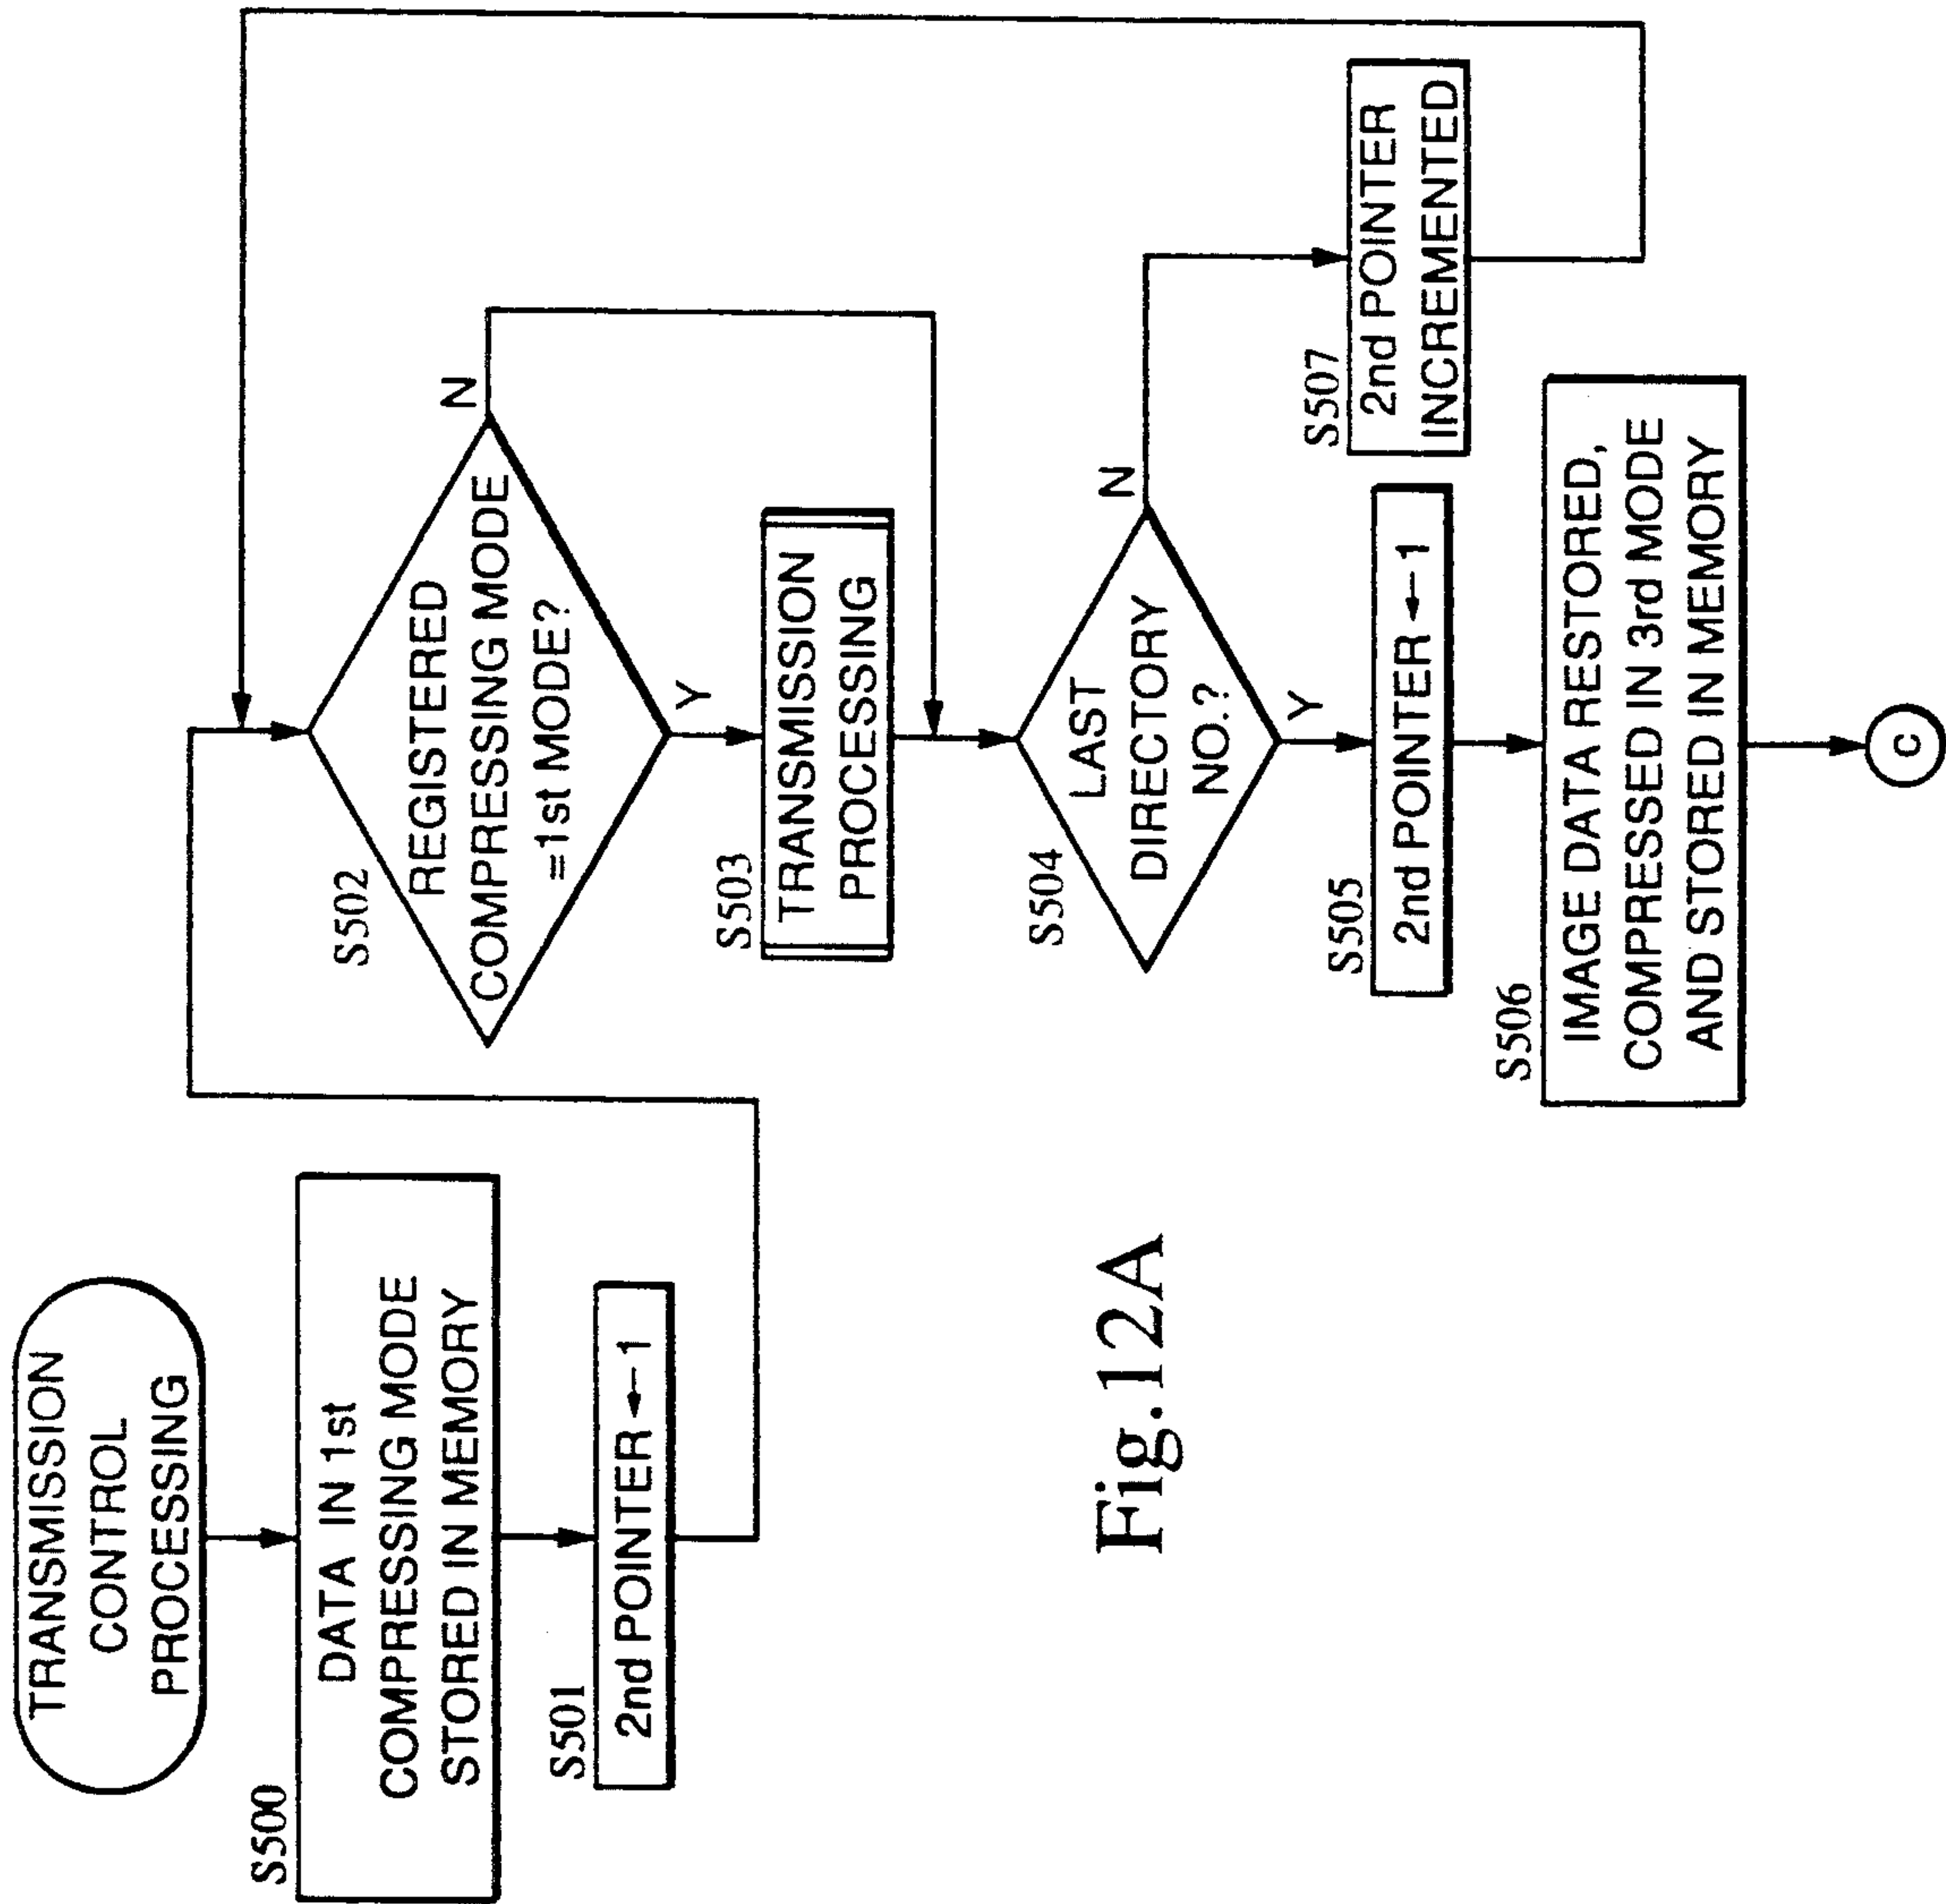 TRANSMISSION
CONTROL
PROCESSING
S500
DATA IN 1st
COMPRESSING MODE
STORED IN MEMORY
S501
2nd POINTER ←1
S502
REGISTERED
COMPRESSING MODE
=1st MODE?
N
Y
S503
TRANSMISSION
PROCESSING
S504
LAST
DIRECTORY
NO.?
N
Y
S505
2nd POINTER ←1
S506
IMAGE DATA RESTORED,
COMPRESSED IN 3rd MODE
AND STORED IN MEMORY
S507
2nd POINTER
INCREMENTED
c
Fig.12A